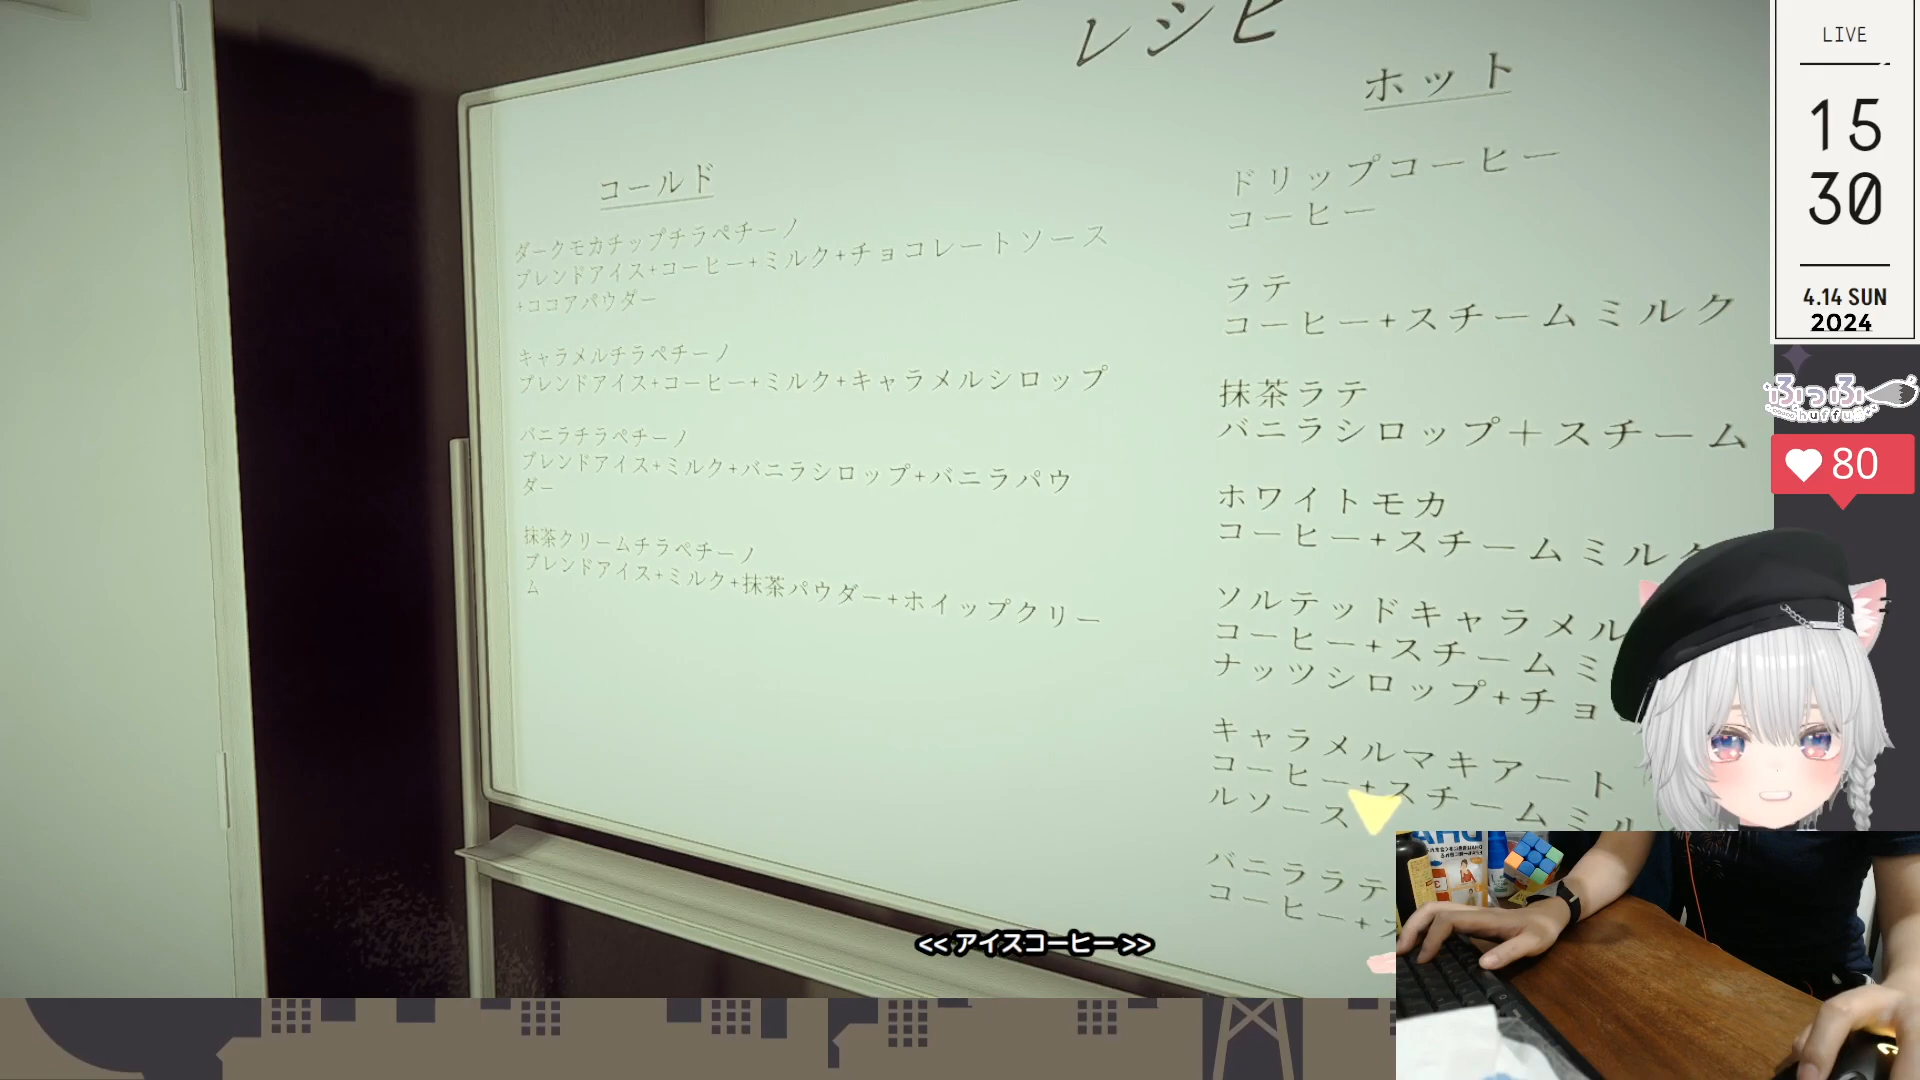 レシピ
コールド
ダークモカチップチラペチーノ
ブレンドアイス+コーヒー+ミルク+チョコレートソース
+ココアパウダー
キャラメルチラペチーノ
ブレンドアイス+コーヒー+ミルク+キャラメルシロップ
バニラチラペチーノ
ブレンドアイス+ミルク+バニラシロップ+バニラパウ
ダー
抹茶クリームチラペチーノ
ブレンドアイス+ミルク+抹茶パウダー+ホイップクリー
ム
ホット
ドリップコーヒー
コーヒー
ラテ
コーヒー+スチームミルク
抹茶ラテ
バニラシロップ＋スチーム
ホワイトモカ
コーヒー+スチームミルク
ソルテッドキャラメル
コーヒー+スチームミ
ナッツシロップ+チョ
キャラメルマキアート
コーヒー+スチームミル
ルソース
バニララテ
コーヒー+
<< アイスコーヒー >>
LIVE
15
30
4.14 SUN
2024
ふっふ
huffu
80
DHA